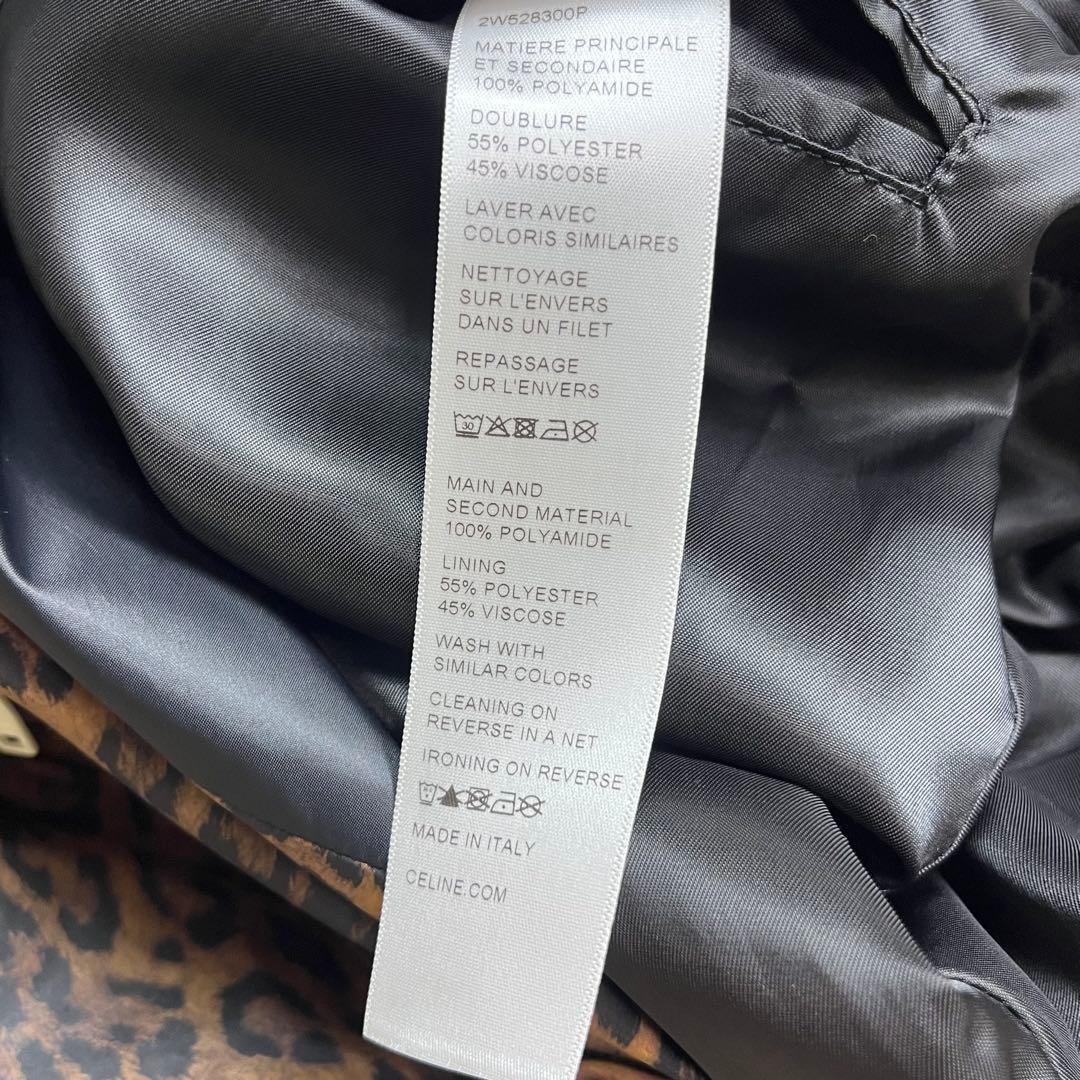 2W528300P
MATIERE PRINCIPALE
ET SECONDAIRE
100% POLYAMIDE
DOUBLURE
55% POLYESTER
45% VISCOSE
LAVER AVEC
COLORIS SIMILAIRES
NETTOYAGE
SUR L'ENVERS
DANS UN FILET
REPASSAGE
SUR L'ENVERS
30
MAIN AND
SECOND MATERIAL
100% POLYAMIDE
LINING
55% POLYESTER
45% VISCOSE
WASH WITH
SIMILAR COLORS
CLEANING ON
REVERSE IN A NET
IRONING ON REVERSE
MADE IN ITALY
CELINE.COM